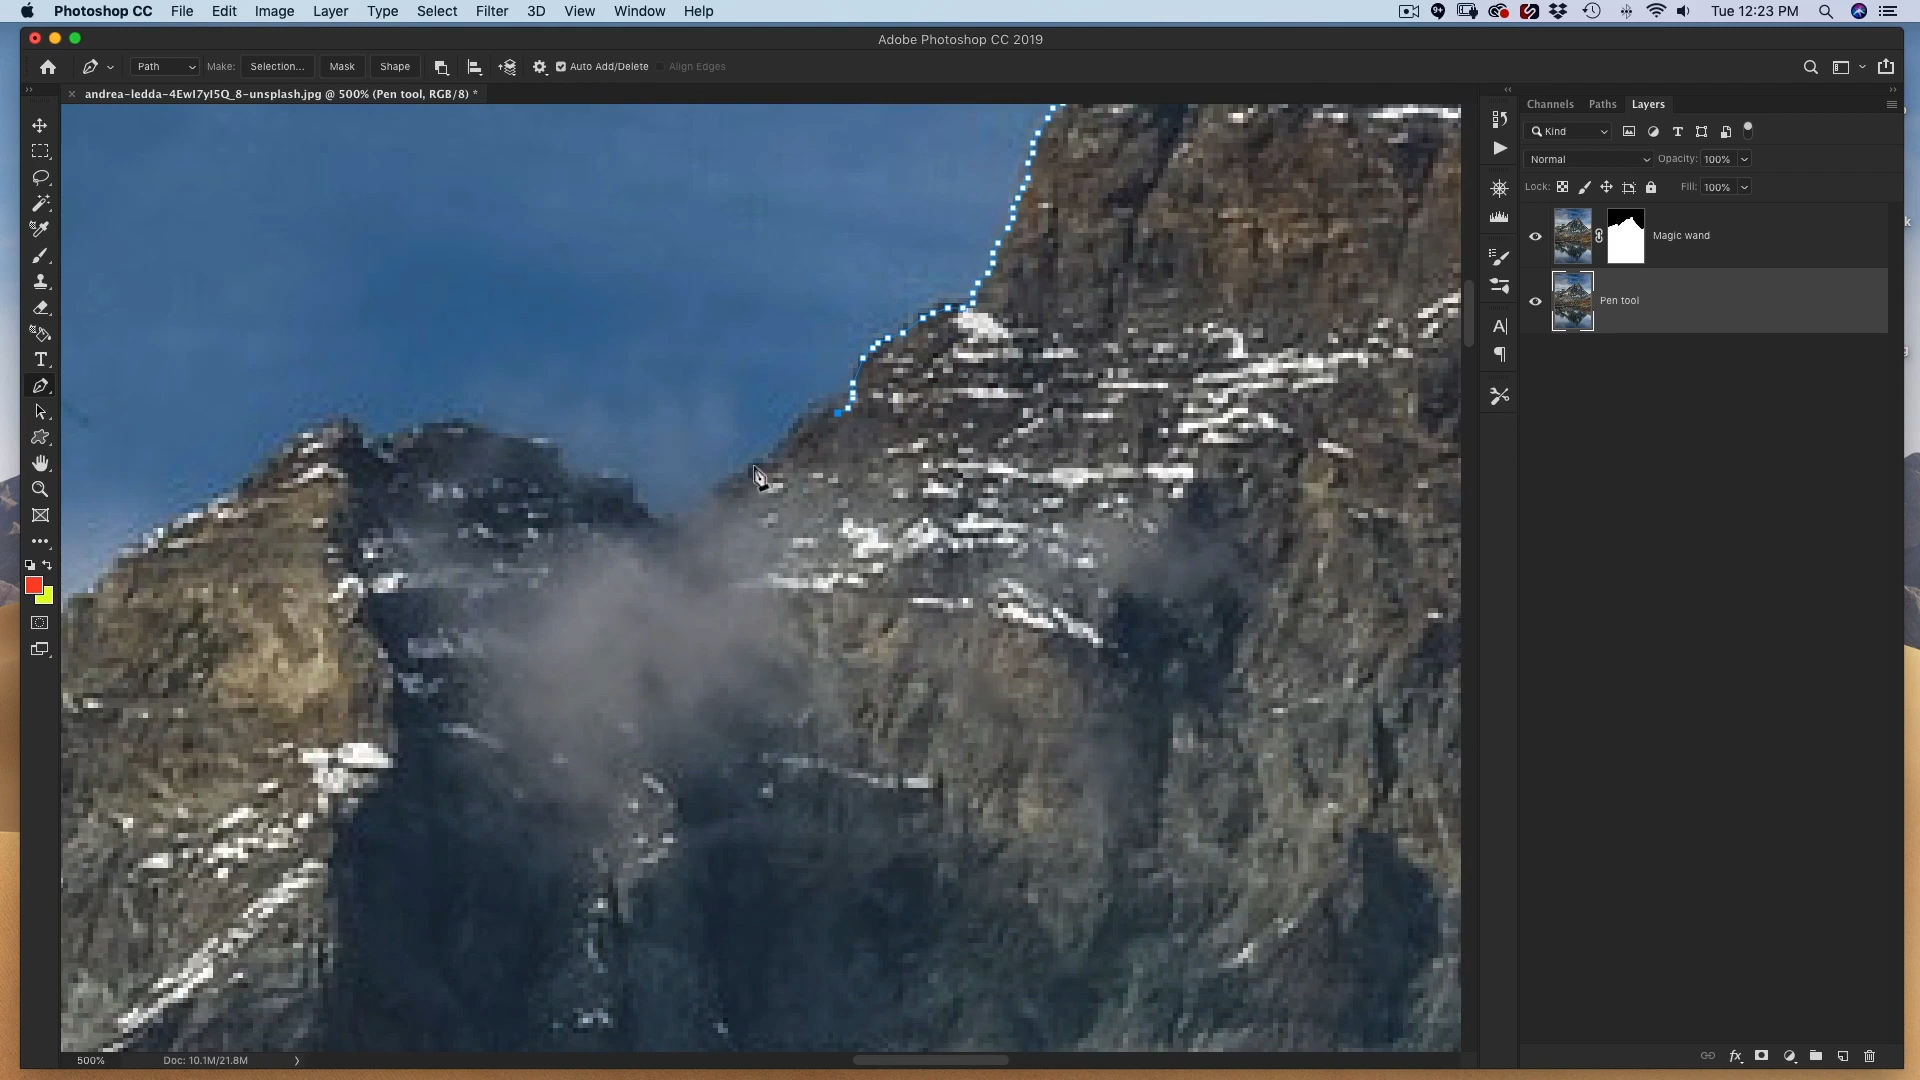 Photoshop CC File Edit Image Layer Type Select Filter 3D View Window Help
9+
Tue 12:23 PM
Adobe Photoshop CC 2019
Path Make: Selection... Mask Shape Auto Add/Delete Align Edges
andrea-ledda-4EwI7yI5Q_8-unsplash.jpg @ 500% (Pen tool, RGB/8) *
Channels Paths Layers
Kind
Normal Opacity: 100%
Lock: Fill: 100%
Magic wand
Pen tool
500% Doc: 10.1M/21.8M